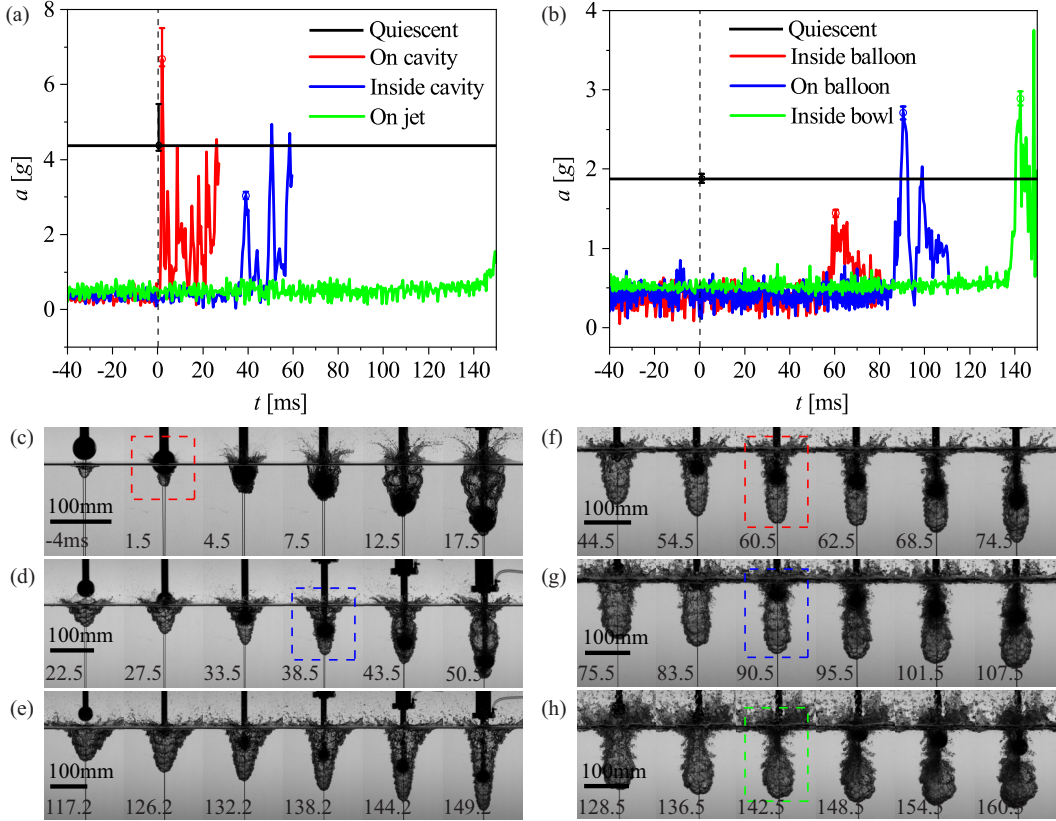 (a)
8
6
4
2
0
a [g]
Quiescent
On cavity
Inside cavity
On jet
-40 -20 0 20 40 60 80 100 120 140
t [ms]
(b)
4
3
2
1
0
a [g]
Quiescent
Inside balloon
On balloon
Inside bowl
-40 -20 0 20 40 60 80 100 120 140
t [ms]
(c)
100mm
-4ms 1.5 4.5 7.5 12.5 17.5
(d)
100mm
22.5 27.5 33.5 38.5 43.5 50.5
(e)
100mm
117.2 126.2 132.2 138.2 144.2 149.2
(f)
100mm
44.5 54.5 60.5 62.5 68.5 74.5
(g)
100mm
75.5 83.5 90.5 95.5 101.5 107.5
(h)
100mm
128.5 136.5 142.5 148.5 154.5 160.5